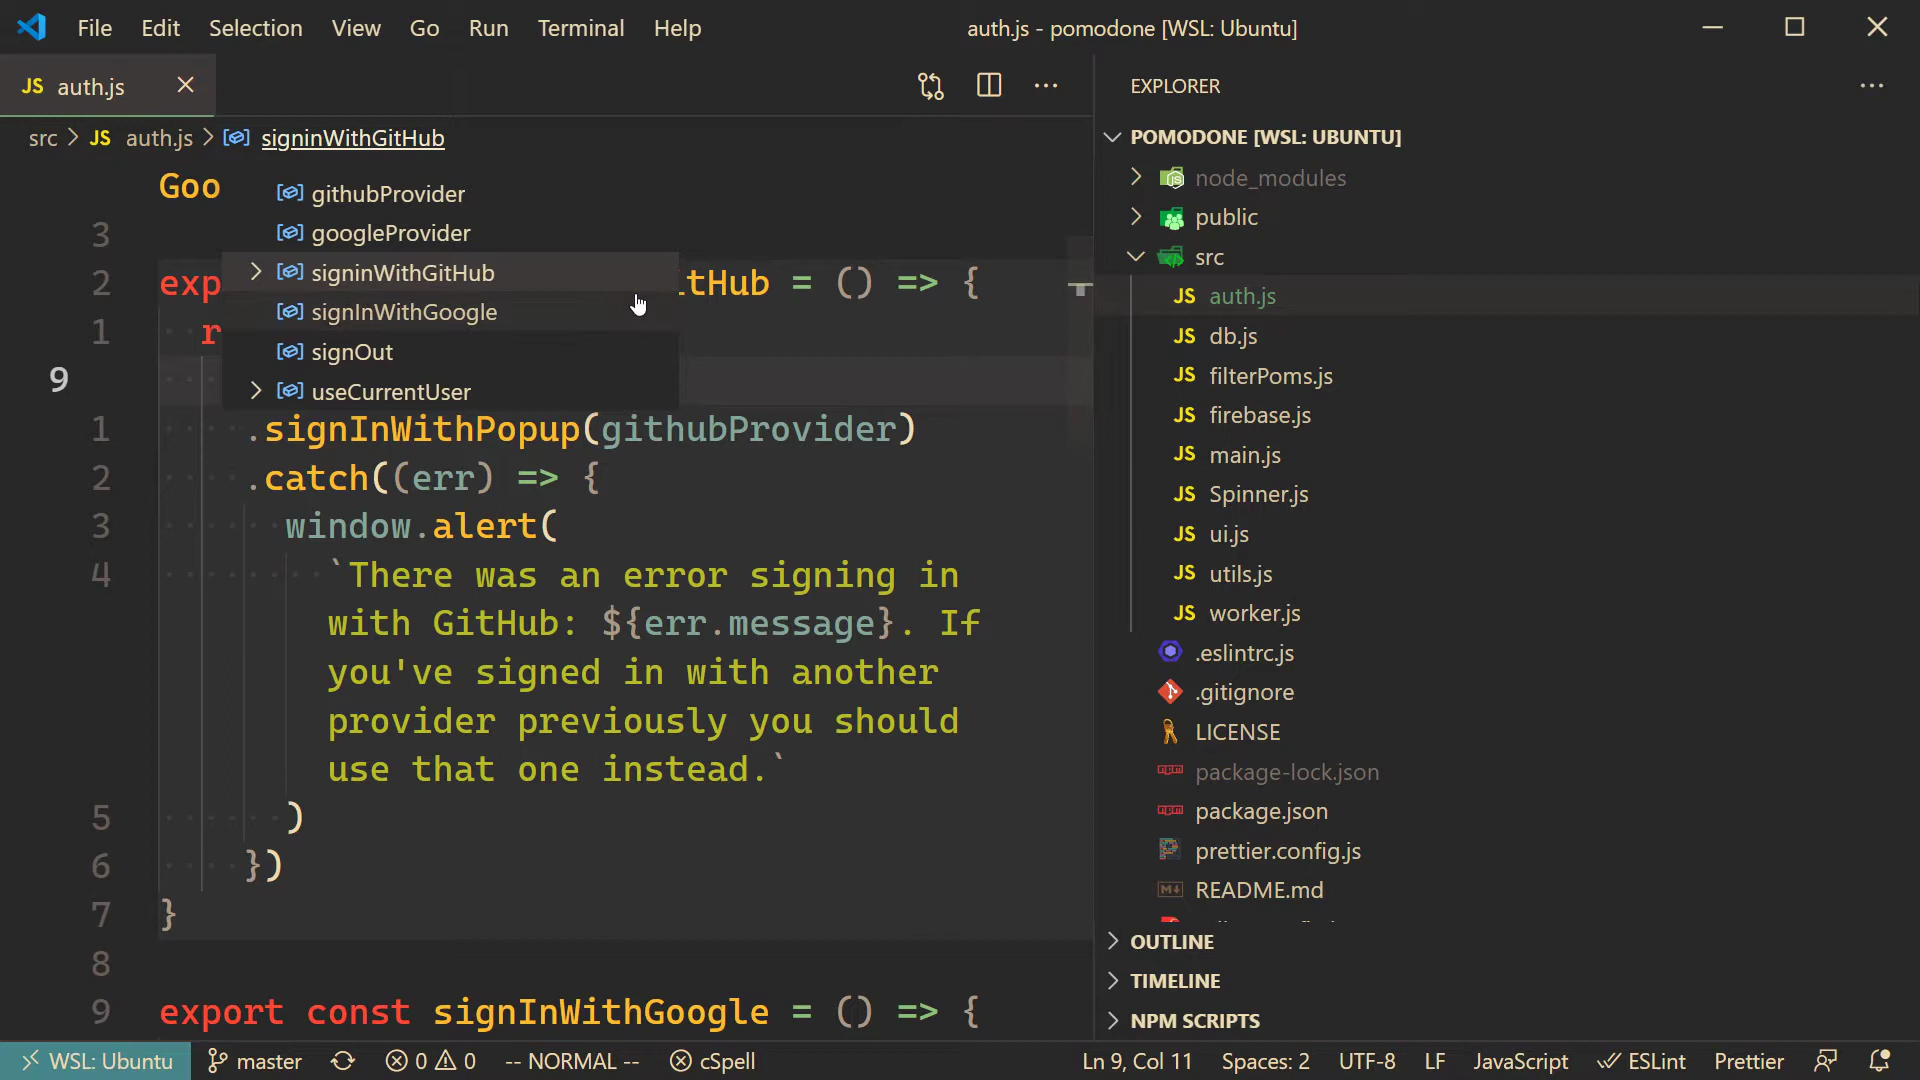 File Edit Selection View Go Run Terminal Help auth.js - pomodone [WSL: Ubuntu]
JS auth.js
src > JS auth.js > signinWithGitHub
Goo
githubProvider
googleProvider
3
signinWithGitHub
2 exp itHub = () => {
signInWithGoogle
1 r
signOut
9
useCurrentUser
1 .signInWithPopup(githubProvider)
2 .catch((err) => {
3 window.alert(
4 `There was an error signing in
with GitHub: ${err.message}. If
you've signed in with another
provider previously you should
use that one instead.`
5 )
6 })
7 }
8
9 export const signInWithGoogle = () => {
EXPLORER
POMODONE [WSL: UBUNTU]
node_modules
public
src
JS auth.js
JS db.js
JS filterPoms.js
JS firebase.js
JS main.js
JS Spinner.js
JS ui.js
JS utils.js
JS worker.js
.eslintrc.js
.gitignore
LICENSE
package-lock.json
package.json
prettier.config.js
README.md
OUTLINE
TIMELINE
NPM SCRIPTS
WSL: Ubuntu master 0 0 -- NORMAL -- cSpell Ln 9, Col 11 Spaces: 2 UTF-8 LF JavaScript ESLint Prettier